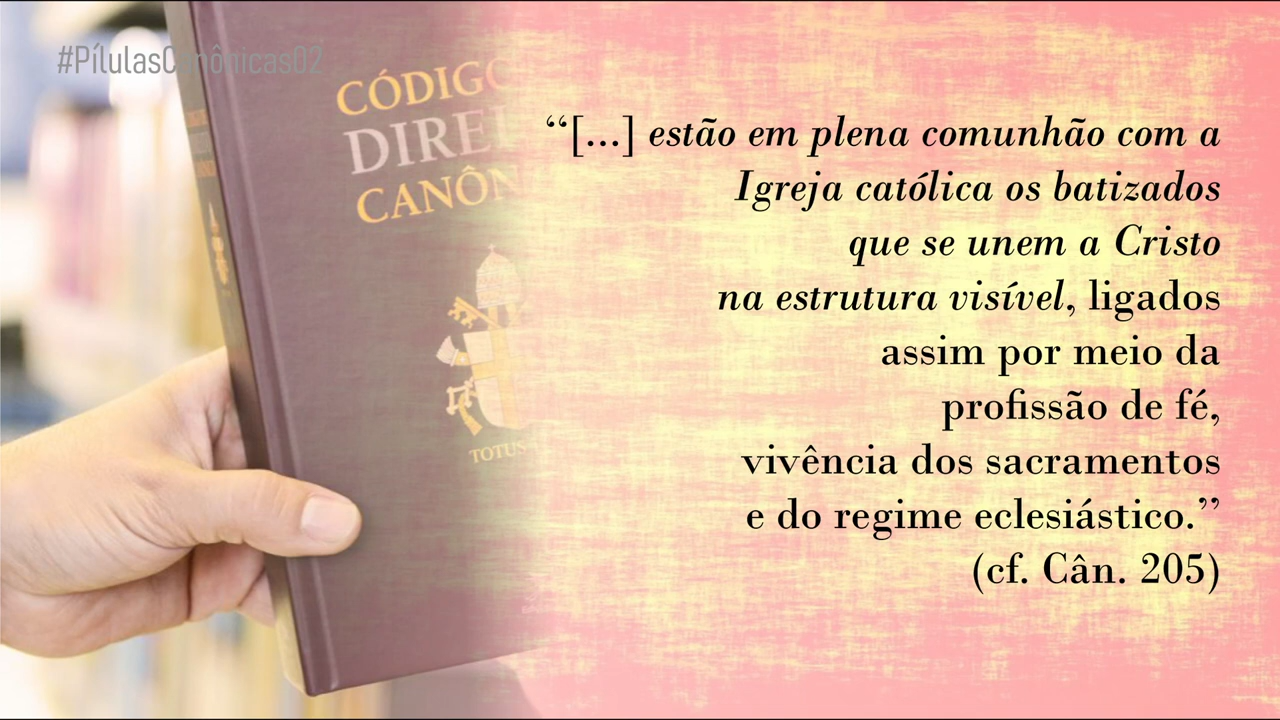 #PílulasCanônicas02
CÓDIGO
DIRE
CANÔN
TOTUS
“[...] estão em plena comunhão com a
Igreja católica os batizados
que se unem a Cristo
na estrutura visível, ligados
assim por meio da
profissão de fé,
vivência dos sacramentos
e do regime eclesiástico.”
(cf. Cân. 205)